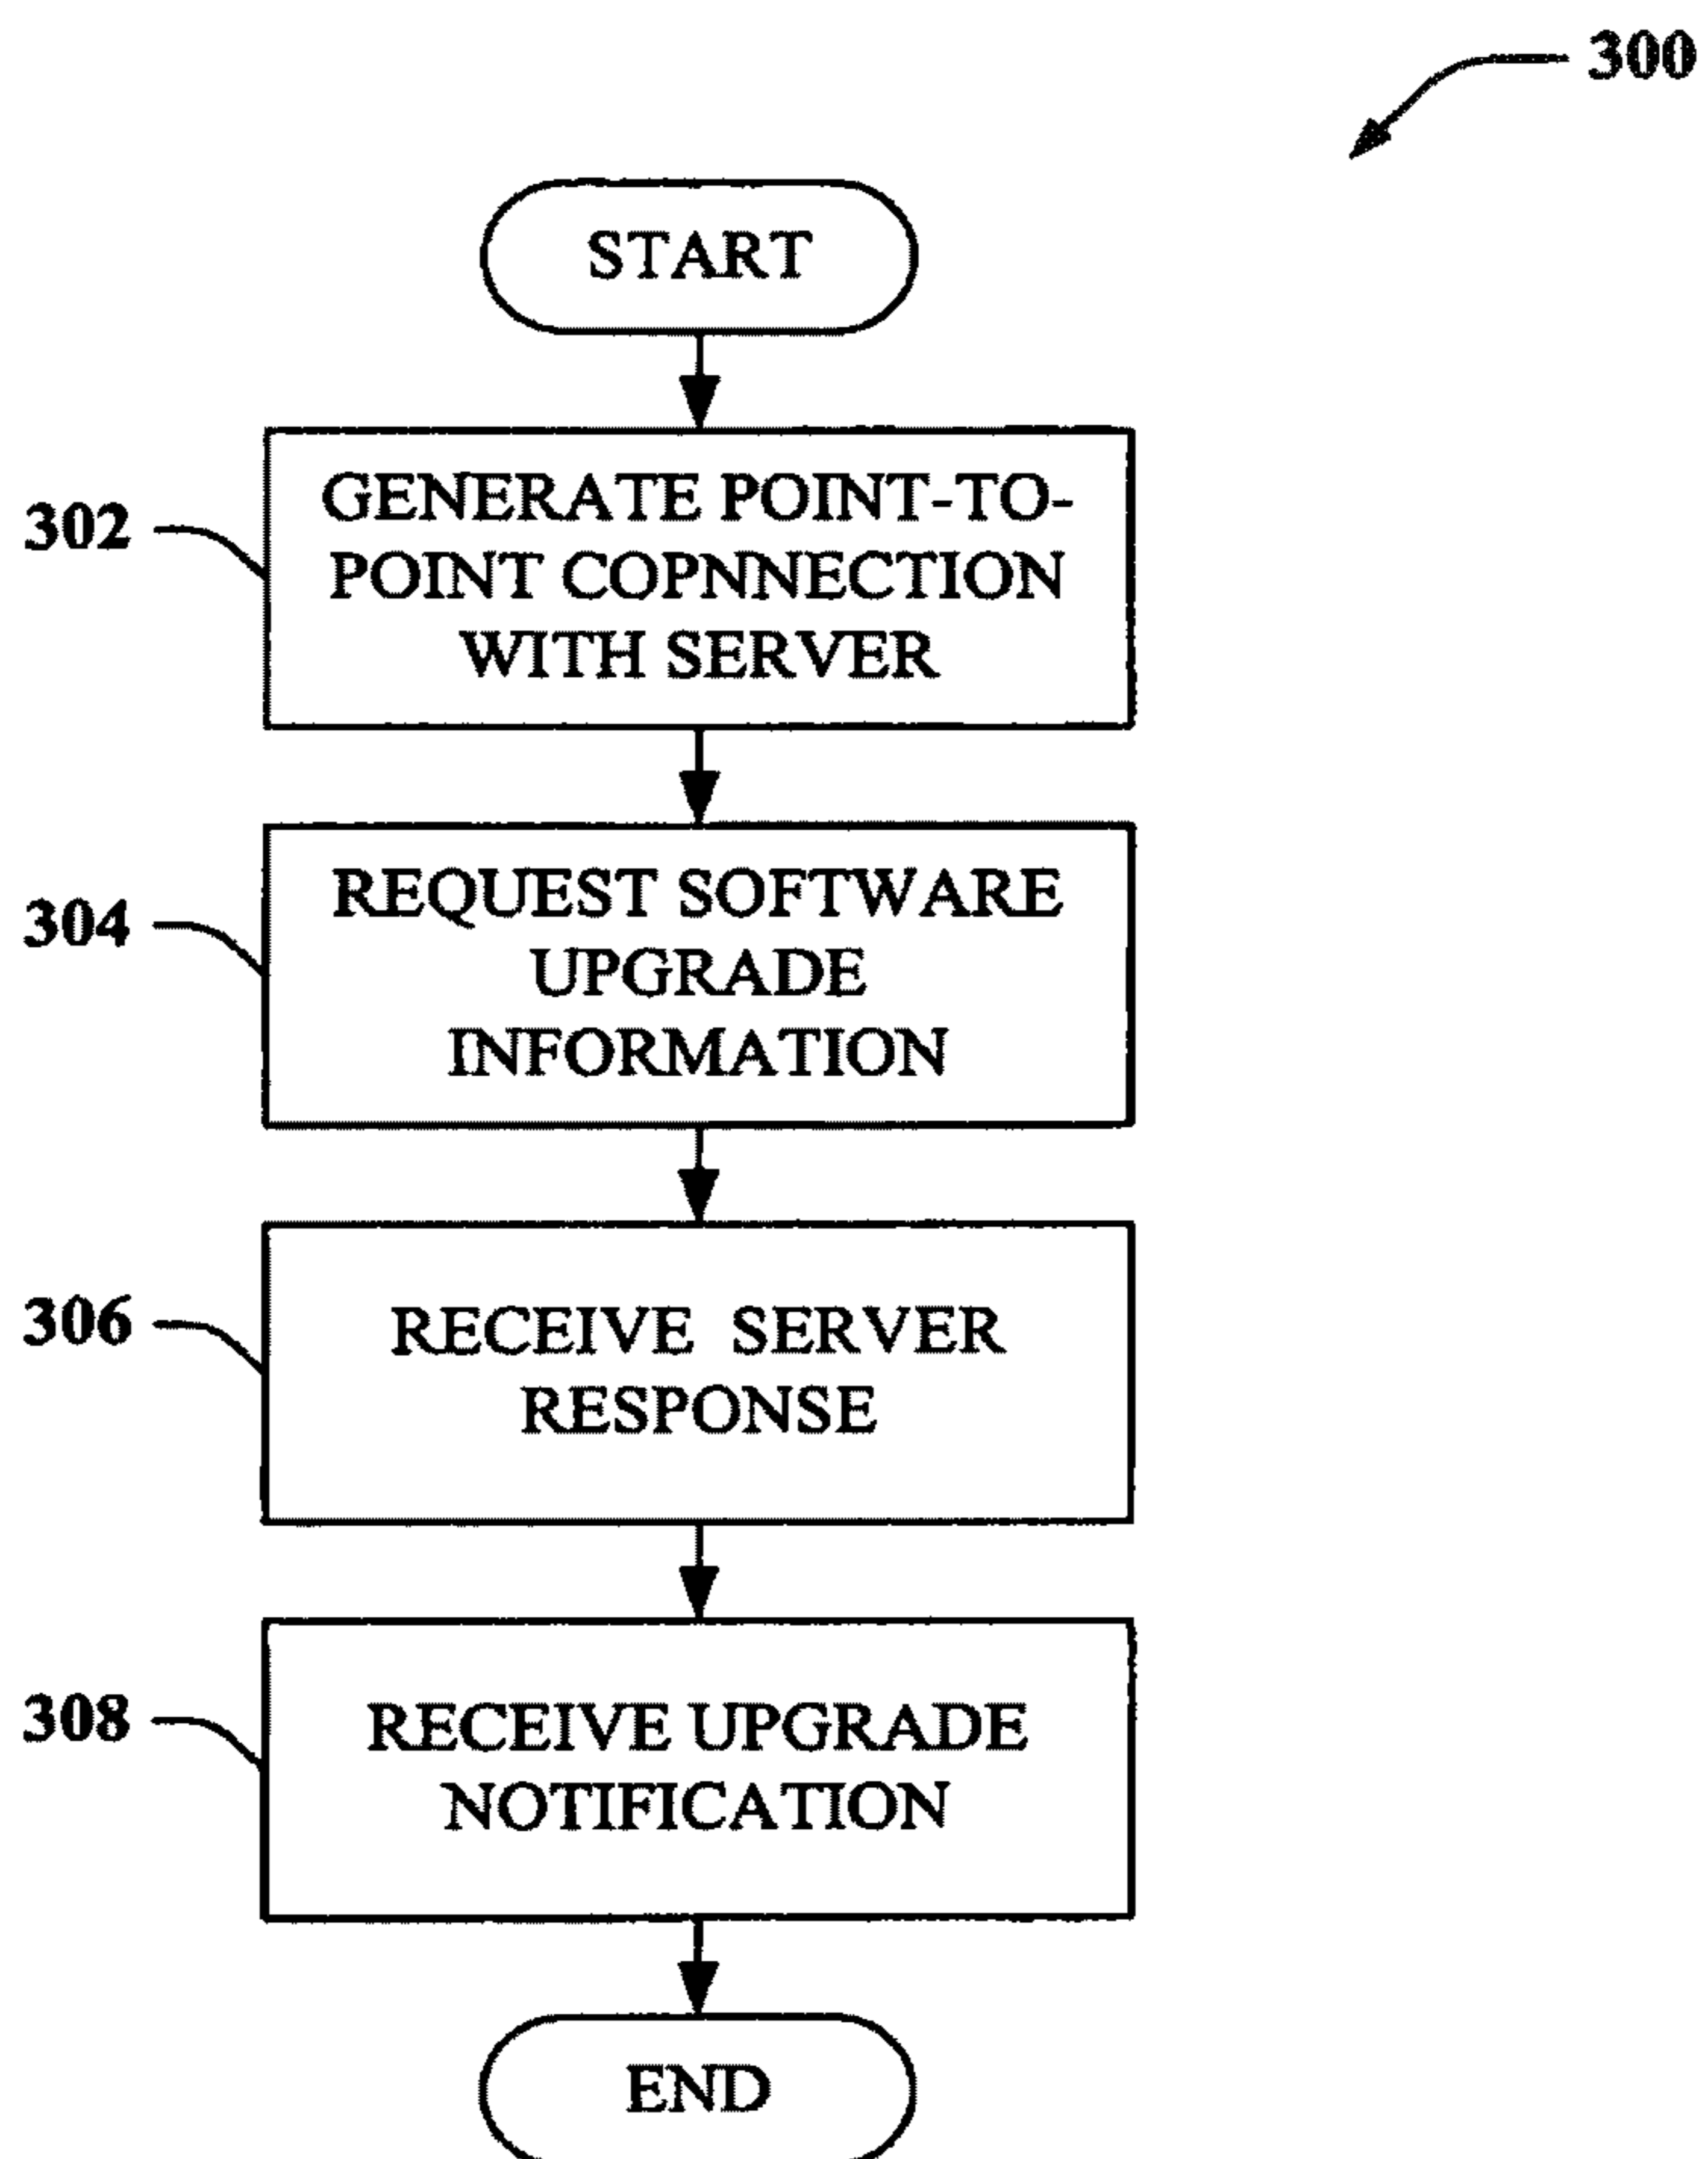 300
START
302
GENERATE POINT-TO-
POINT COPNNECTION
WITH SERVER
304
REQUEST SOFTWARE
UPGRADE
INFORMATION
306
RECEIVE SERVER
RESPONSE
308
RECEIVE UPGRADE
NOTIFICATION
END